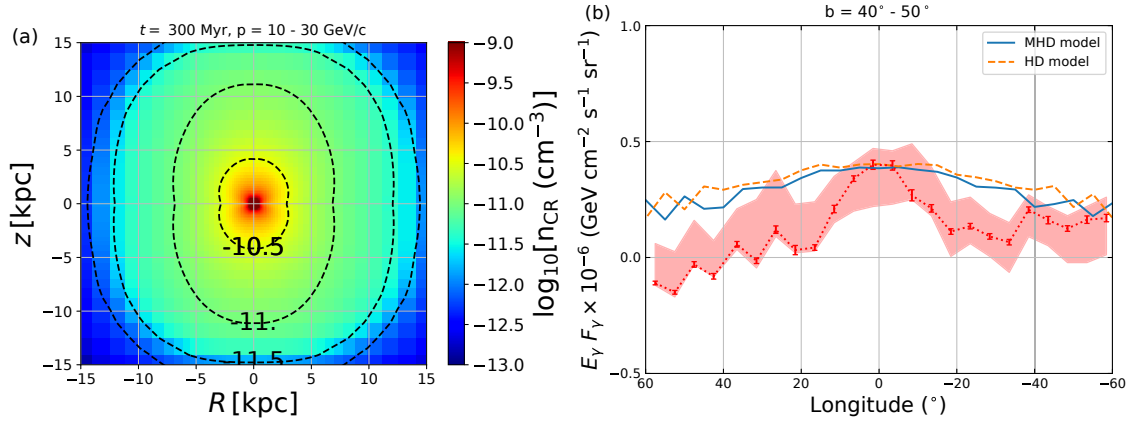 (a)
t = 300 Myr, p = 10 - 30 GeV/c
15
10
5
0
−5
−10
−15
z [kpc]
-10.5
-11.
-11.5
−15 −10 −5 0 5 10 15
R [kpc]
−9.0
−9.5
−10.0
−10.5
−11.0
−11.5
−12.0
−12.5
−13.0
log₁₀[n_CR (cm⁻³)]
(b)
b = 40° - 50°
MHD model
HD model
1.0
0.5
0.0
−0.5
E_γ F_γ × 10⁻⁶ (GeV cm⁻² s⁻¹ sr⁻¹)
60 40 20 0 −20 −40 −60
Longitude (°)